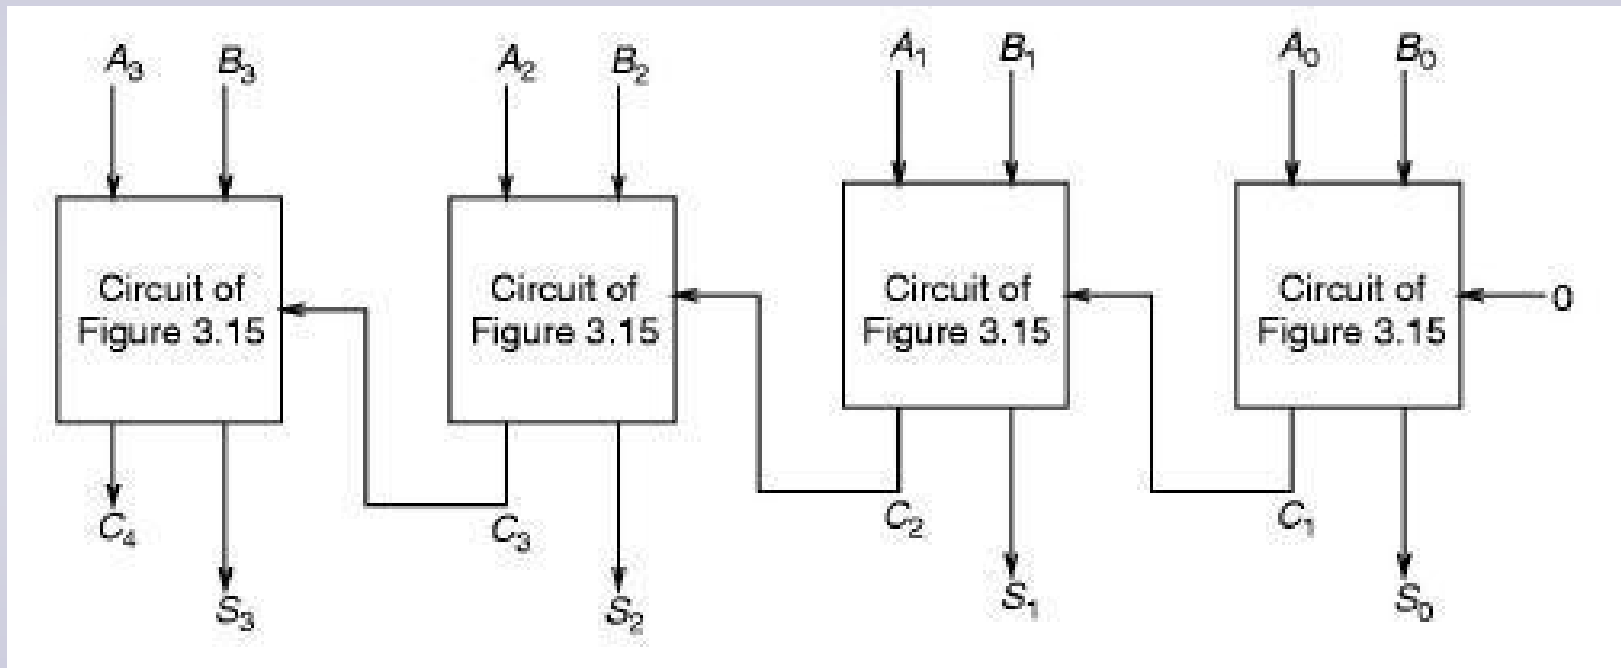 A₃ B₃ A₂ B₂ A₁ B₁ A₀ B₀
Circuit of Figure 3.15
Circuit of Figure 3.15
Circuit of Figure 3.15
Circuit of Figure 3.15
0
C₄ C₃ C₂ C₁
S₃ S₂ S₁ S₀